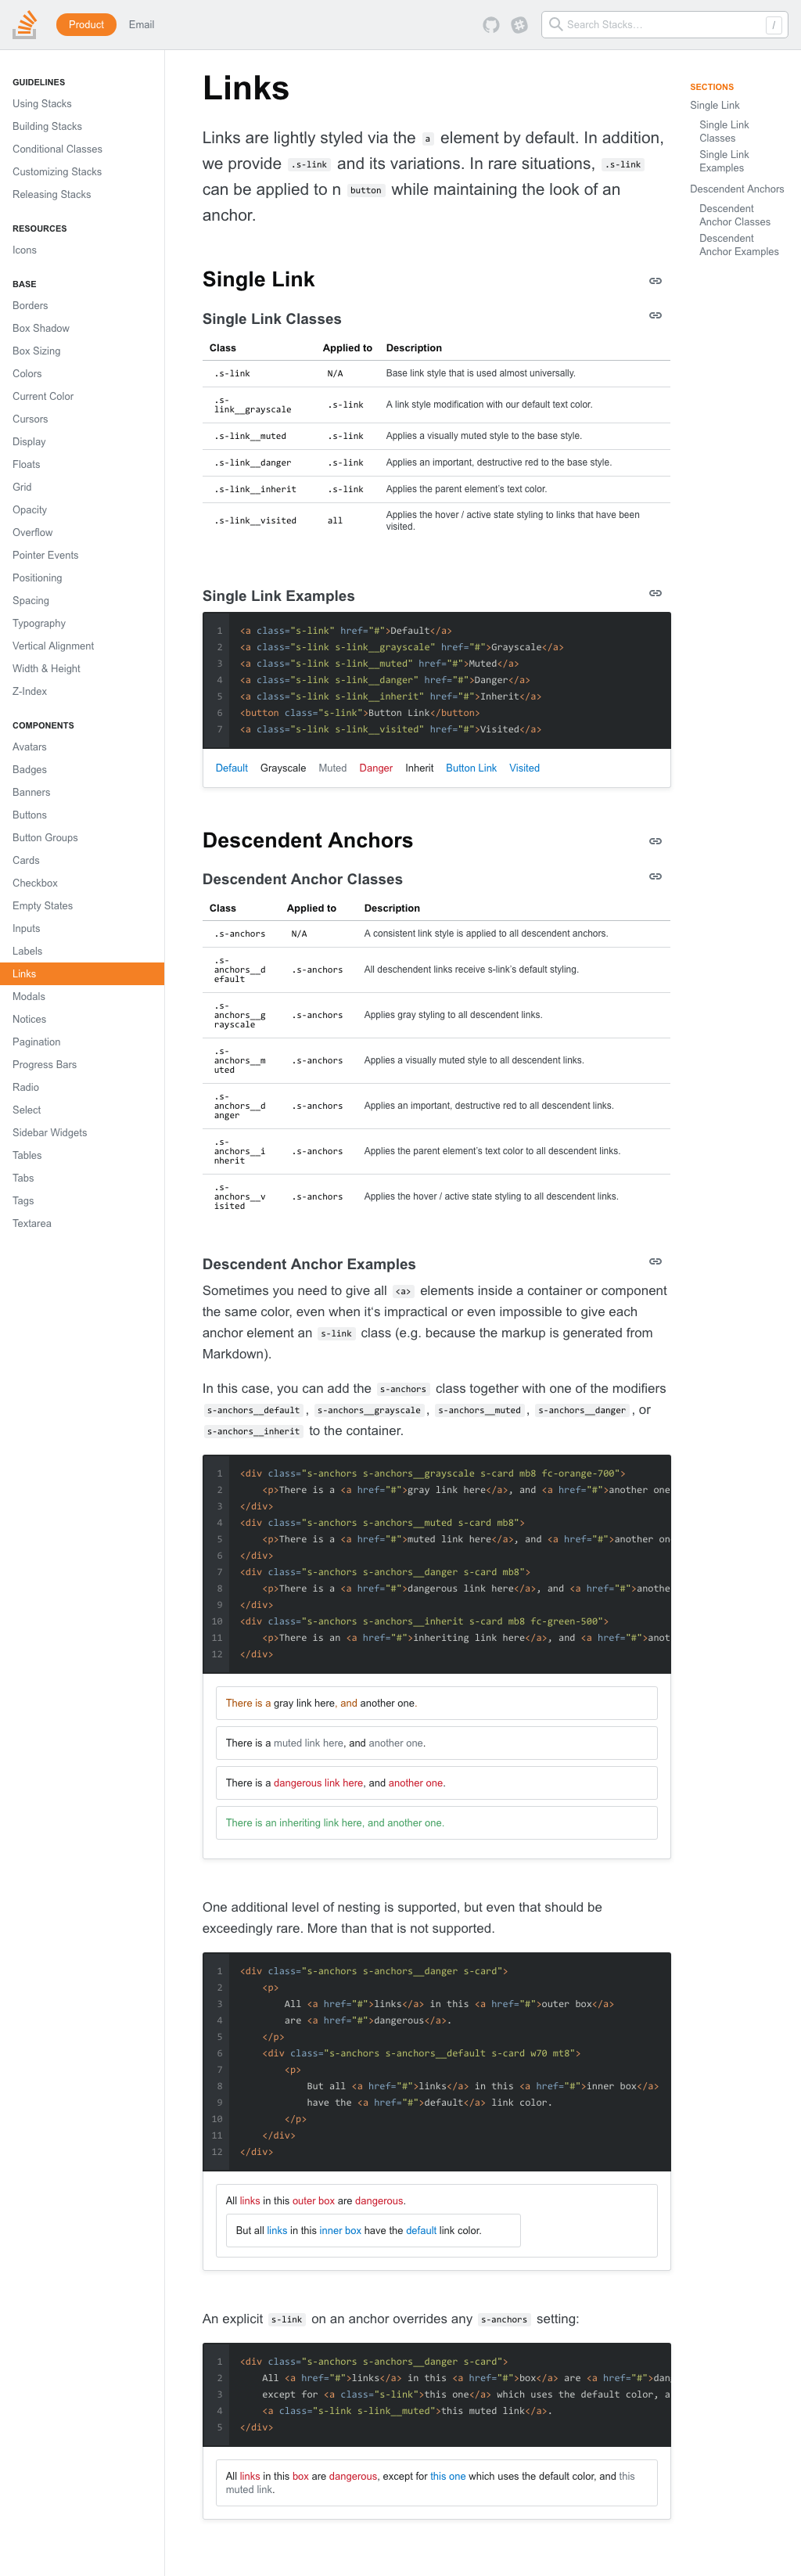 Product Email Search Stacks... /
GUIDELINES
Using Stacks
Building Stacks
Conditional Classes
Customizing Stacks
Releasing Stacks
RESOURCES
Icons
BASE
Borders
Box Shadow
Box Sizing
Colors
Current Color
Cursors
Display
Floats
Grid
Opacity
Overflow
Pointer Events
Positioning
Spacing
Typography
Vertical Alignment
Width & Height
Z-Index
COMPONENTS
Avatars
Badges
Banners
Buttons
Button Groups
Cards
Checkbox
Empty States
Inputs
Labels
Links
Modals
Notices
Pagination
Progress Bars
Radio
Select
Sidebar Widgets
Tables
Tabs
Tags
Textarea
Links
Links are lightly styled via the a element by default. In addition,
we provide .s-link and its variations. In rare situations, .s-link
can be applied to n button while maintaining the look of an
anchor.
Single Link
Single Link Classes
Class Applied to Description
.s-link N/A Base link style that is used almost universally.
.s-
link__grayscale .s-link A link style modification with our default text color.
.s-link__muted .s-link Applies a visually muted style to the base style.
.s-link__danger .s-link Applies an important, destructive red to the base style.
.s-link__inherit .s-link Applies the parent element's text color.
.s-link__visited all Applies the hover / active state styling to links that have been
visited.
Single Link Examples
1 <a class="s-link" href="#">Default</a>
2 <a class="s-link s-link__grayscale" href="#">Grayscale</a>
3 <a class="s-link s-link__muted" href="#">Muted</a>
4 <a class="s-link s-link__danger" href="#">Danger</a>
5 <a class="s-link s-link__inherit" href="#">Inherit</a>
6 <button class="s-link">Button Link</button>
7 <a class="s-link s-link__visited" href="#">Visited</a>
Default Grayscale Muted Danger Inherit Button Link Visited
Descendent Anchors
Descendent Anchor Classes
Class Applied to Description
.s-anchors N/A A consistent link style is applied to all descendent anchors.
.s-
anchors__d
efault .s-anchors All deschendent links receive s-link's default styling.
.s-
anchors__g
rayscale .s-anchors Applies gray styling to all descendent links.
.s-
anchors__m
uted .s-anchors Applies a visually muted style to all descendent links.
.s-
anchors__d
anger .s-anchors Applies an important, destructive red to all descendent links.
.s-
anchors__i
nherit .s-anchors Applies the parent element's text color to all descendent links.
.s-
anchors__v
isited .s-anchors Applies the hover / active state styling to all descendent links.
Descendent Anchor Examples
Sometimes you need to give all <a> elements inside a container or component
the same color, even when it's impractical or even impossible to give each
anchor element an s-link class (e.g. because the markup is generated from
Markdown).
In this case, you can add the s-anchors class together with one of the modifiers
s-anchors__default , s-anchors__grayscale , s-anchors__muted , s-anchors__danger , or
s-anchors__inherit to the container.
1 <div class="s-anchors s-anchors__grayscale s-card mb8 fc-orange-700">
2 <p>There is a <a href="#">gray link here</a>, and <a href="#">another one
3 </div>
4 <div class="s-anchors s-anchors__muted s-card mb8">
5 <p>There is a <a href="#">muted link here</a>, and <a href="#">another on
6 </div>
7 <div class="s-anchors s-anchors__danger s-card mb8">
8 <p>There is a <a href="#">dangerous link here</a>, and <a href="#">anothe
9 </div>
10 <div class="s-anchors s-anchors__inherit s-card mb8 fc-green-500">
11 <p>There is an <a href="#">inheriting link here</a>, and <a href="#">anot
12 </div>
There is a gray link here, and another one.
There is a muted link here, and another one.
There is a dangerous link here, and another one.
There is an inheriting link here, and another one.
One additional level of nesting is supported, but even that should be
exceedingly rare. More than that is not supported.
1 <div class="s-anchors s-anchors__danger s-card">
2 <p>
3 All <a href="#">links</a> in this <a href="#">outer box</a>
4 are <a href="#">dangerous</a>.
5 </p>
6 <div class="s-anchors s-anchors__default s-card w70 mt8">
7 <p>
8 But all <a href="#">links</a> in this <a href="#">inner box</a>
9 have the <a href="#">default</a> link color.
10 </p>
11 </div>
12 </div>
All links in this outer box are dangerous.
But all links in this inner box have the default link color.
An explicit s-link on an anchor overrides any s-anchors setting:
1 <div class="s-anchors s-anchors__danger s-card">
2 All <a href="#">links</a> in this <a href="#">box</a> are <a href="#">dan
3 except for <a class="s-link">this one</a> which uses the default color, a
4 <a class="s-link s-link__muted">this muted link</a>.
5 </div>
All links in this box are dangerous, except for this one which uses the default color, and this
muted link.
SECTIONS
Single Link
Single Link
Classes
Single Link
Examples
Descendent Anchors
Descendent
Anchor Classes
Descendent
Anchor Examples